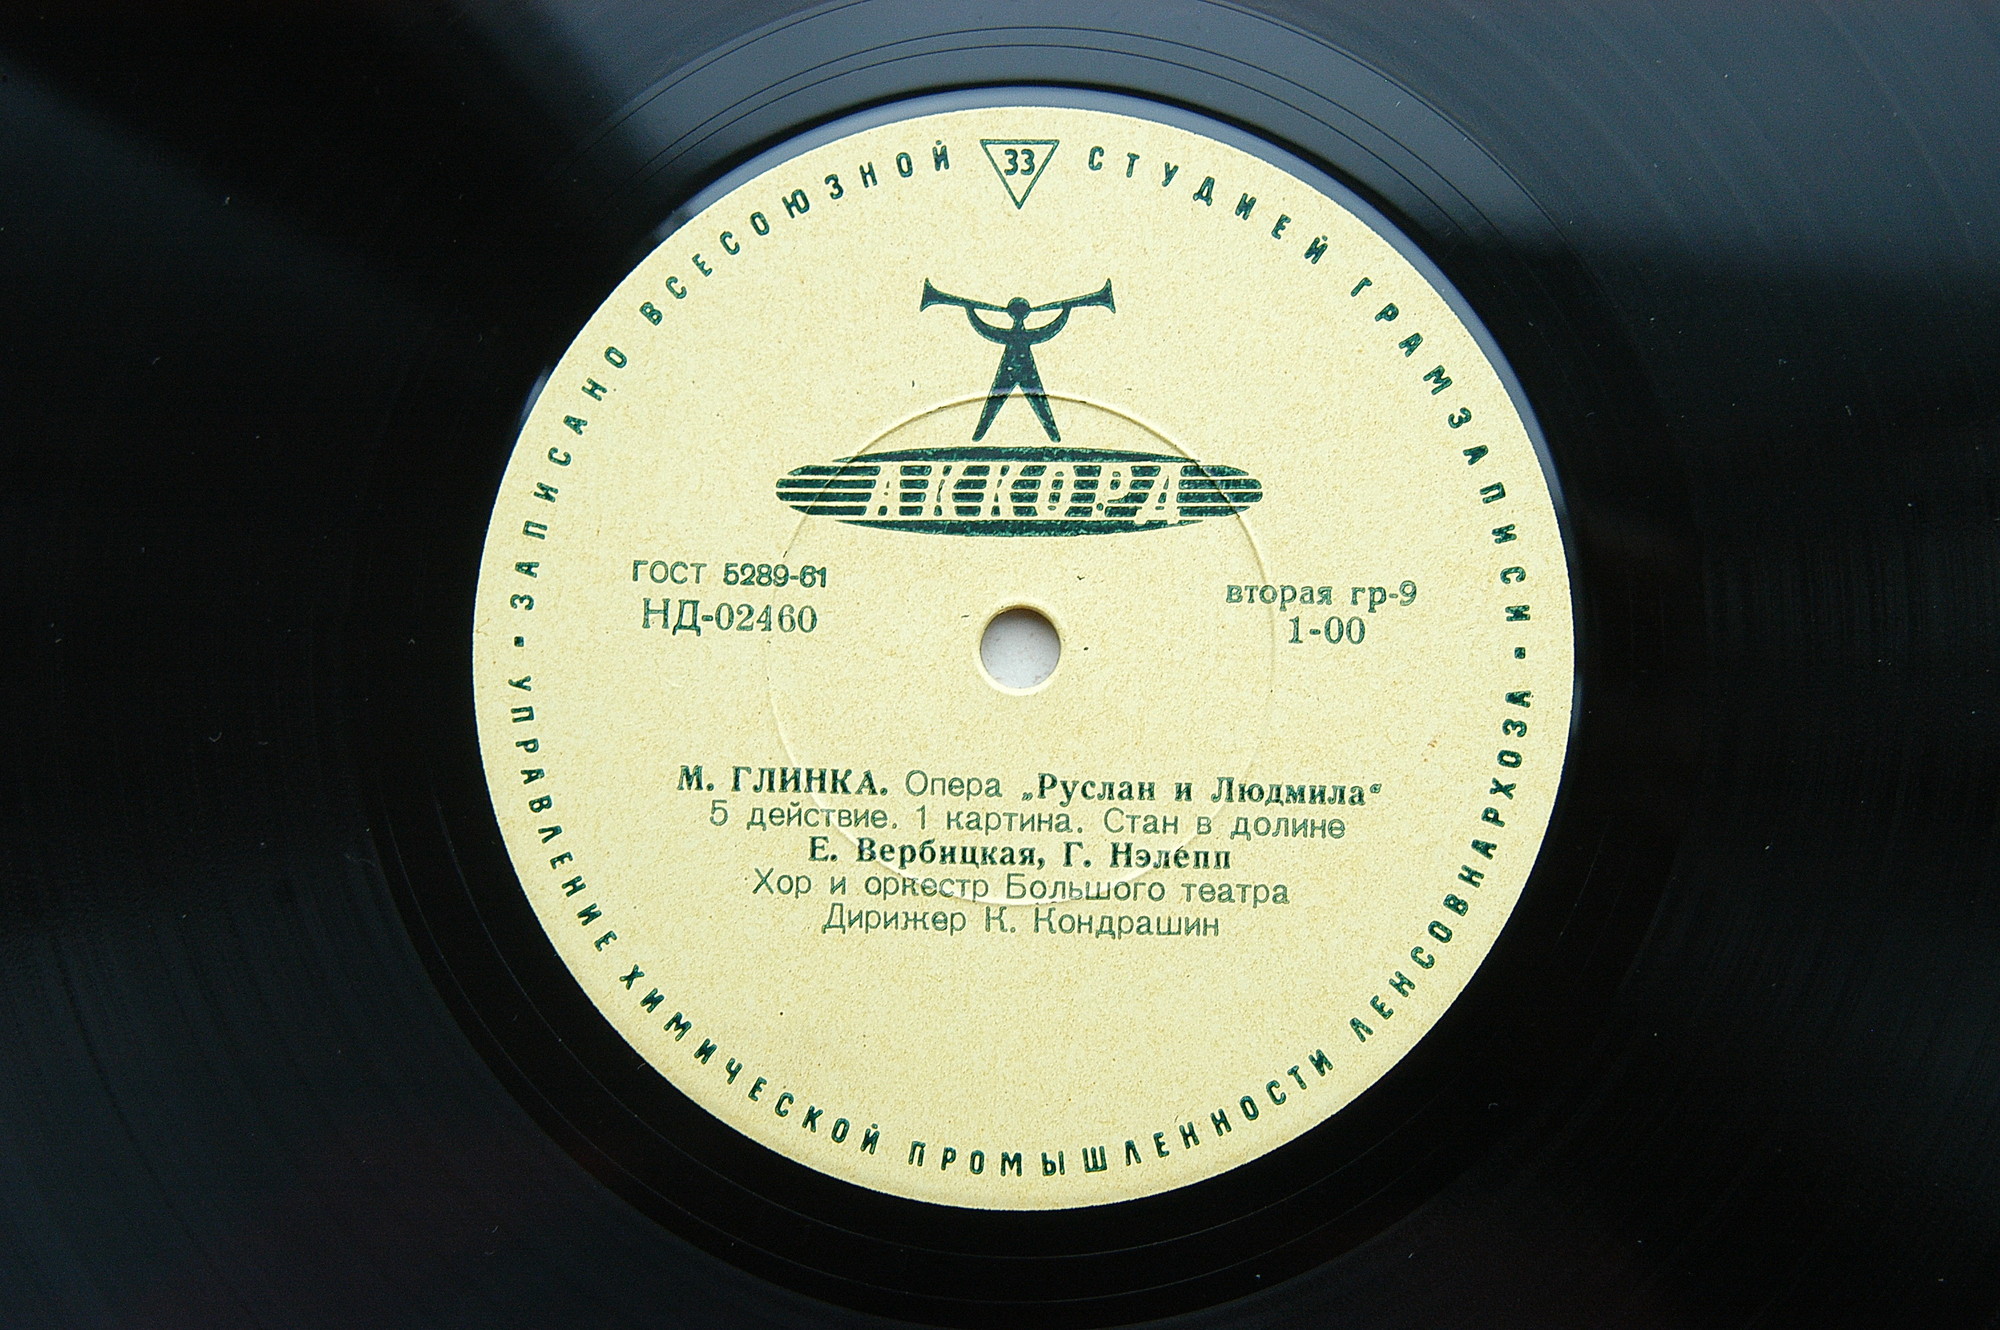 ЗАПИСАНО ВСЕСОЮЗНОЙ 33 СТУДИЕЙ ГРАМЗАПИСИ
АККОРД
ГОСТ 5289-61
НД-02460
вторая гр-9
1-00
М. ГЛИНКА. Опера „Руслан и Людмила“
5 действие. 1 картина. Стан в долине
Е. Вербицкая, Г. Нэлепп
Хор и оркестр Большого театра
Дирижер К. Кондрашин
УПРАВЛЕНИЕ ХИМИЧЕСКОЙ ПРОМЫШЛЕННОСТИ ЛЕНСОВНАРХОЗА